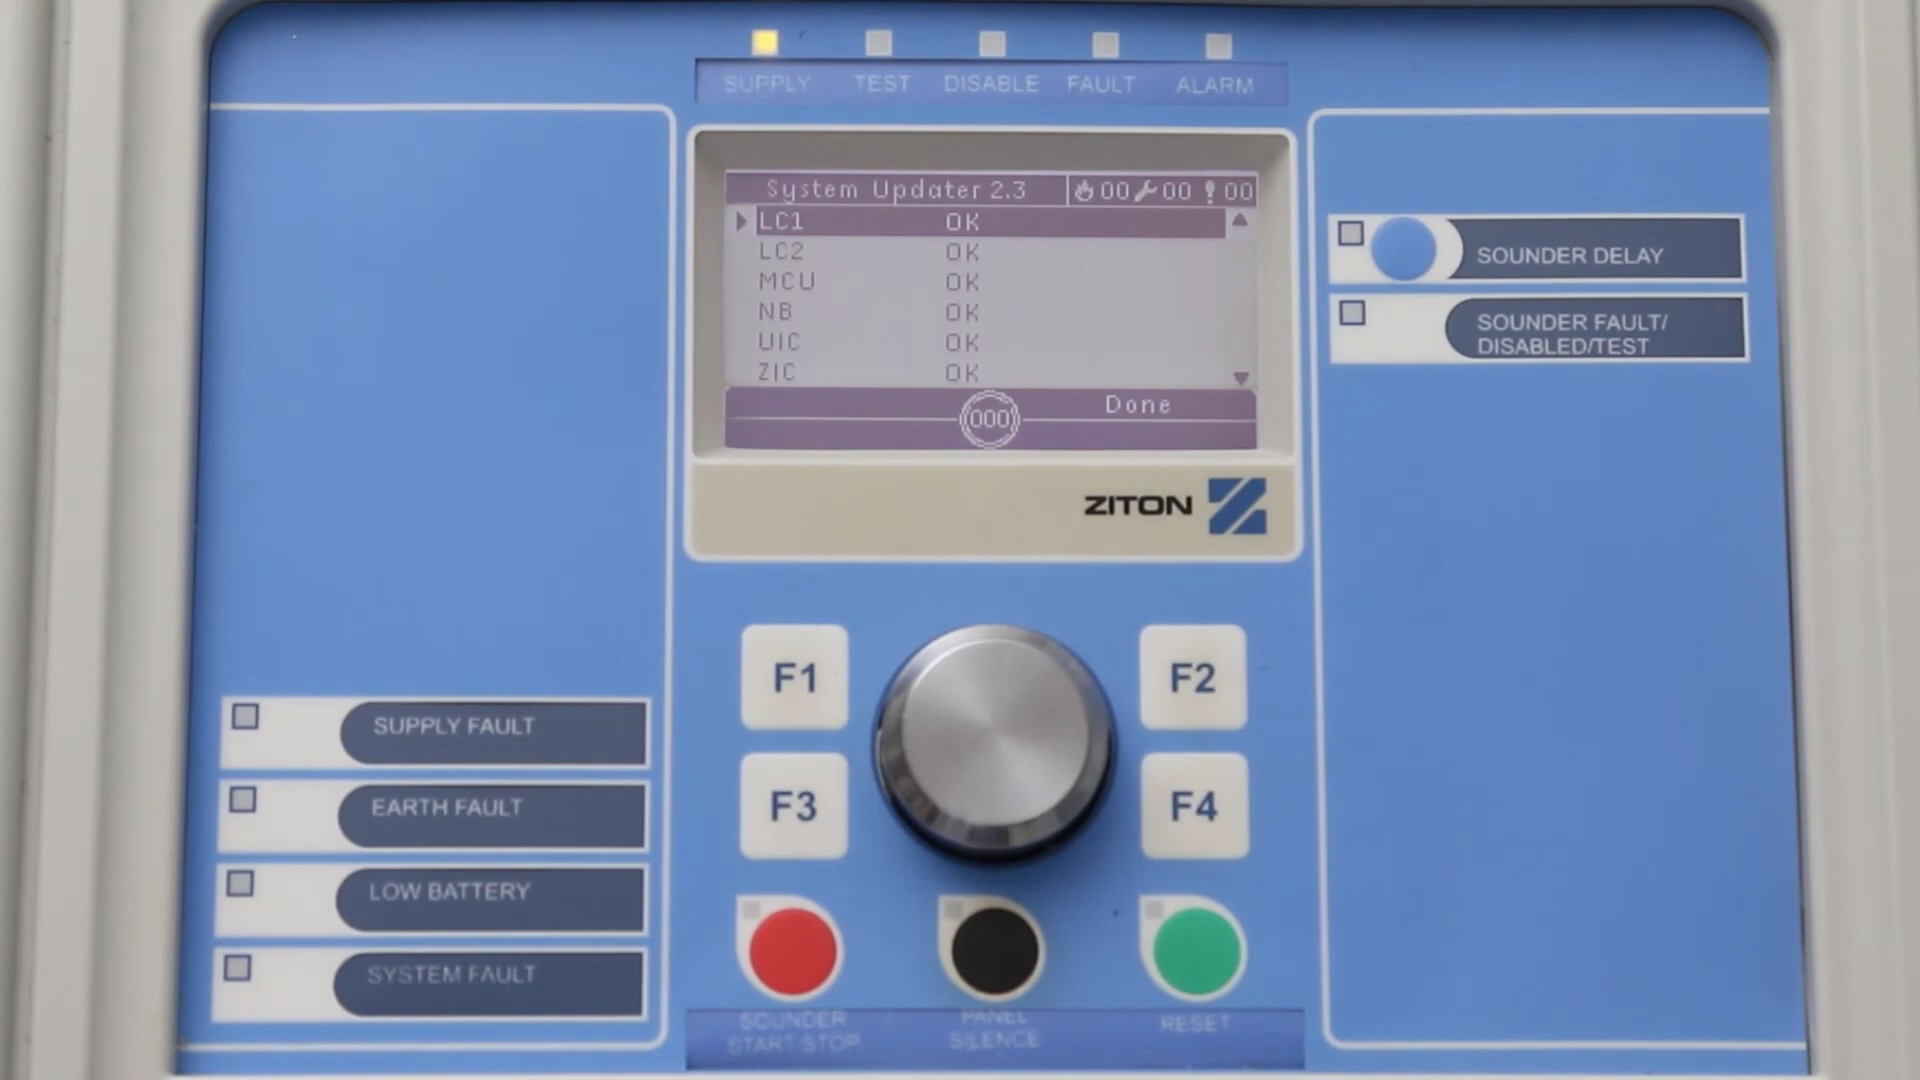 SUPPLY TEST DISABLE FAULT ALARM
System Updater 2.3 00 00 00
LC1 OK
LC2 OK
MCU OK
NB OK
UIC OK
ZIC OK
Done
000
ZITON
SOUNDER DELAY
SOUNDER FAULT/
DISABLED/TEST
F1 F2
F3 F4
SUPPLY FAULT
EARTH FAULT
LOW BATTERY
SYSTEM FAULT
SOUNDER
START/STOP
PANEL
SILENCE
RESET